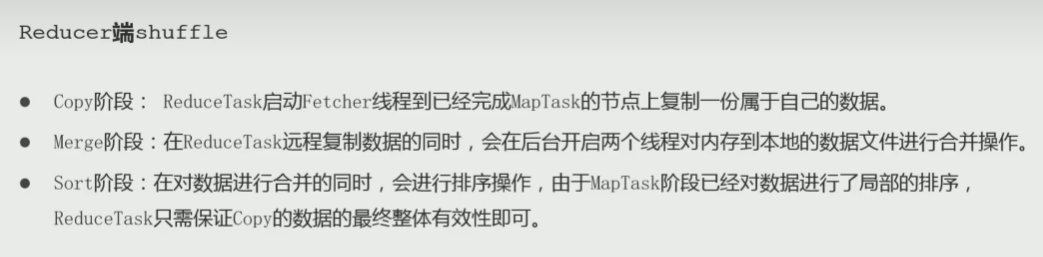 Reducer端shuffle
● Copy阶段： ReduceTask启动Fetcher线程到已经完成MapTask的节点上复制一份属于自己的数据。
● Merge阶段：在ReduceTask远程复制数据的同时，会在后台开启两个线程对内存到本地的数据文件进行合并操作。
● Sort阶段：在对数据进行合并的同时，会进行排序操作，由于MapTask阶段已经对数据进行了局部的排序，
ReduceTask只需保证Copy的数据的最终整体有效性即可。